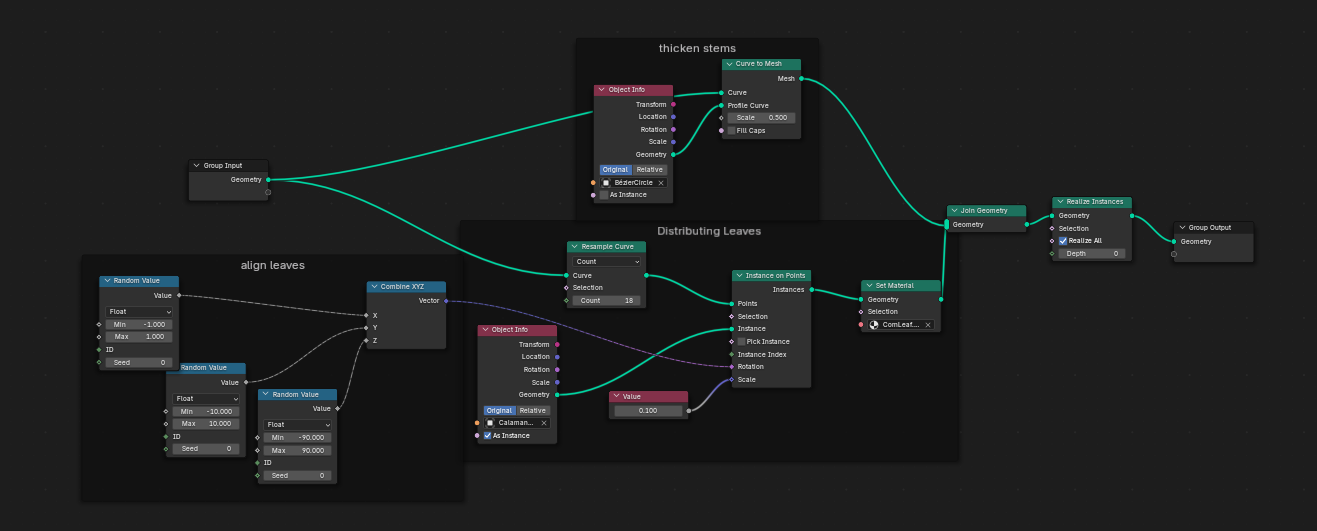 thicken stems
Curve to Mesh
Mesh
Curve
Profile Curve
Scale 0.500
Fill Caps
Object Info
Transform
Location
Rotation
Scale
Geometry
Original Relative
BézierCircle
As Instance
Group Input
Geometry
Distributing Leaves
Resample Curve
Count
Curve
Selection
Count 18
Instance on Points
Instances
Points
Selection
Instance
Pick Instance
Instance Index
Rotation
Scale
Set Material
Geometry
Selection
ComLeaf....
Object Info
Transform
Location
Rotation
Scale
Geometry
Original Relative
Calaman...
As Instance
Value
0.100
Join Geometry
Geometry
Realize Instances
Geometry
Selection
Realize All
Depth 0
Group Output
Geometry
align leaves
Random Value
Value
Float
Min -1.000
Max 1.000
ID
Seed 0
Random Value
Value
Float
Min -10.000
Max 10.000
ID
Seed 0
Random Value
Value
Float
Min -90.000
Max 90.000
ID
Seed 0
Combine XYZ
Vector
X
Y
Z